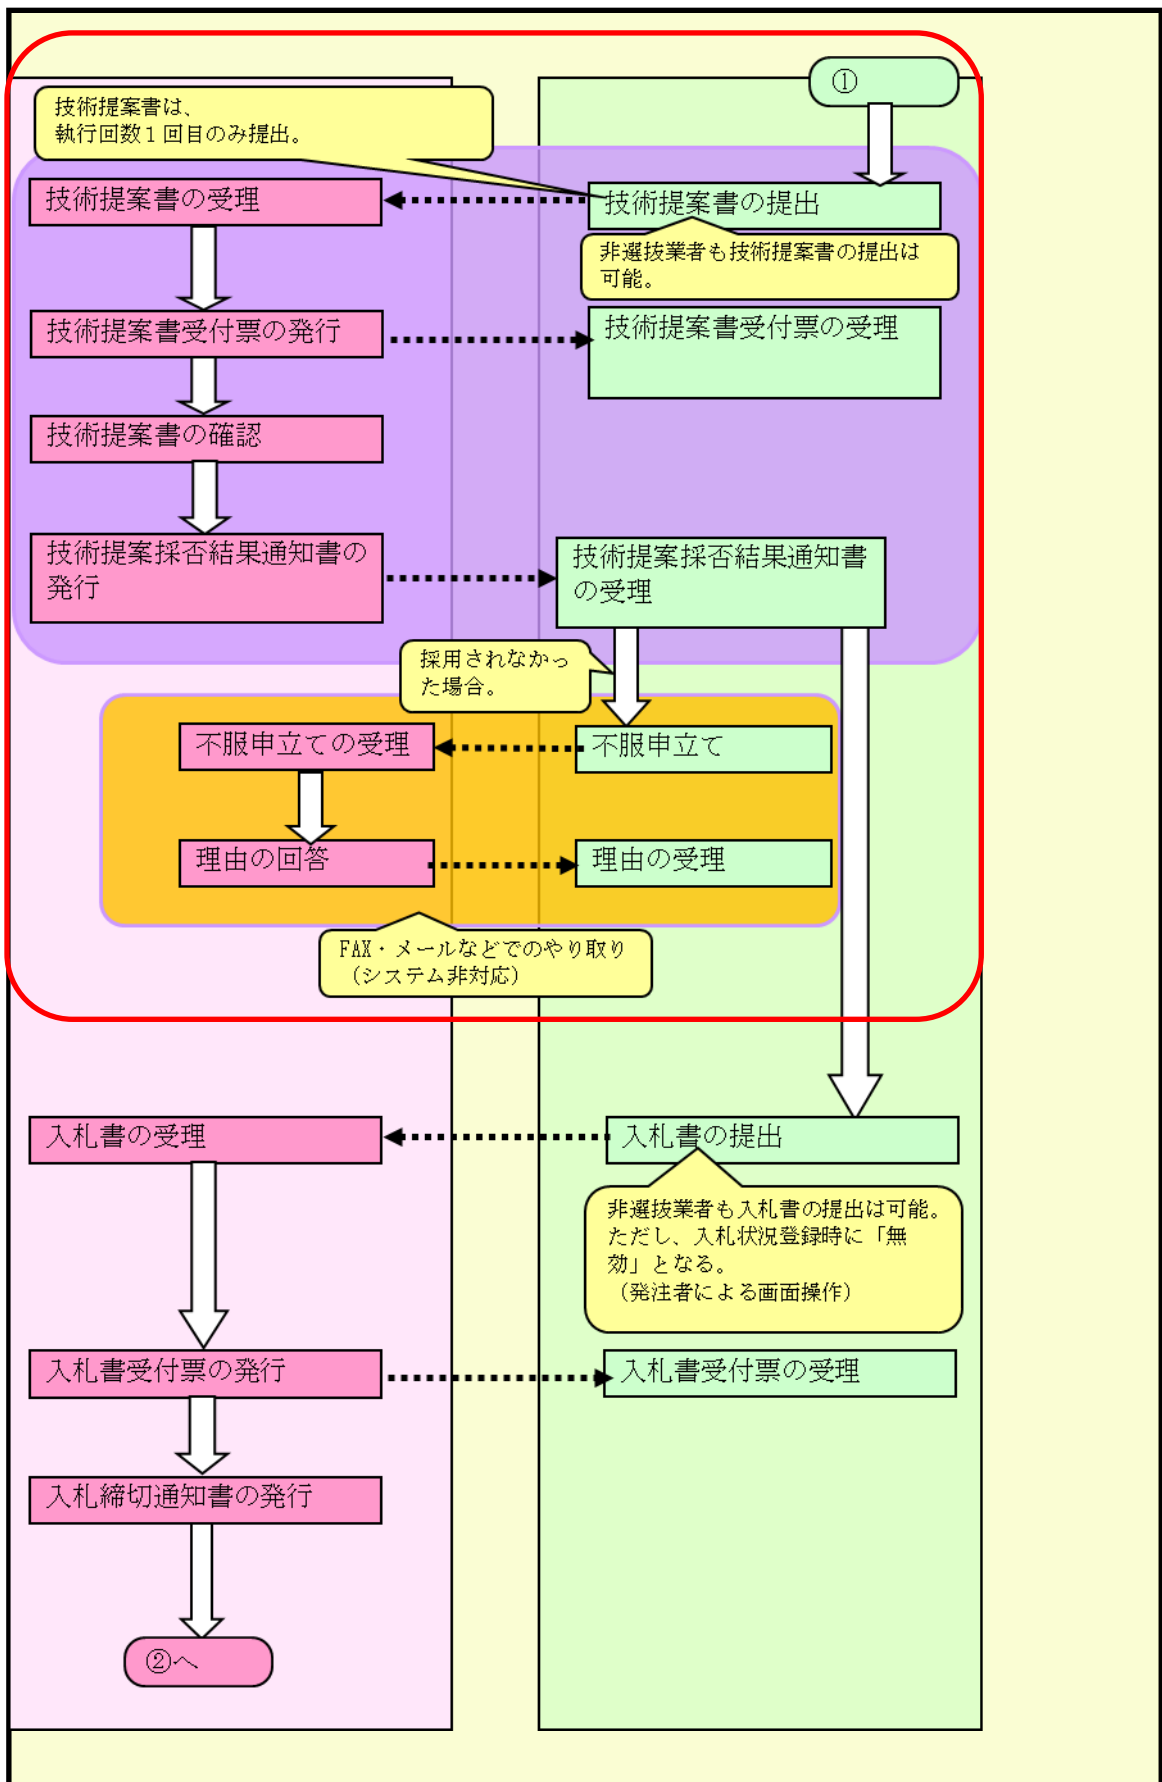 ①
技術提案書は、
執行回数１回目のみ提出。
技術提案書の受理
技術提案書の提出
非選抜業者も技術提案書の提出は
可能。
技術提案書受付票の発行
技術提案書受付票の受理
技術提案書の確認
技術提案採否結果通知書の
発行
技術提案採否結果通知書
の受理
採用されなかっ
た場合。
不服申立ての受理
不服申立て
理由の回答
理由の受理
FAX・メールなどでのやり取り
（システム非対応）
入札書の受理
入札書の提出
非選抜業者も入札書の提出は可能。
ただし、入札状況登録時に「無
効」となる。
（発注者による画面操作）
入札書受付票の発行
入札書受付票の受理
入札締切通知書の発行
②へ